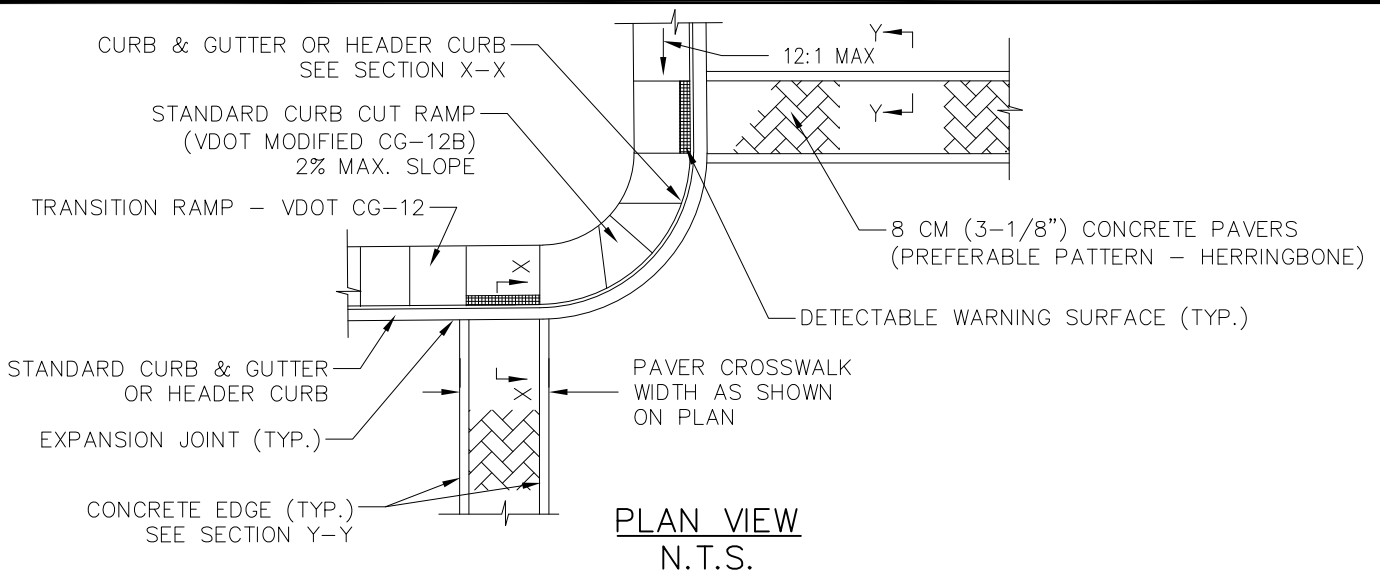 CURB & GUTTER OR HEADER CURB
SEE SECTION X-X
STANDARD CURB CUT RAMP
(VDOT MODIFIED CG-12B)
2% MAX. SLOPE
TRANSITION RAMP - VDOT CG-12
12:1 MAX
Y
Y
8 CM (3-1/8") CONCRETE PAVERS
(PREFERABLE PATTERN - HERRINGBONE)
DETECTABLE WARNING SURFACE (TYP.)
X
X
STANDARD CURB & GUTTER
OR HEADER CURB
EXPANSION JOINT (TYP.)
CONCRETE EDGE (TYP.)
SEE SECTION Y-Y
PAVER CROSSWALK
WIDTH AS SHOWN
ON PLAN
PLAN VIEW
N.T.S.